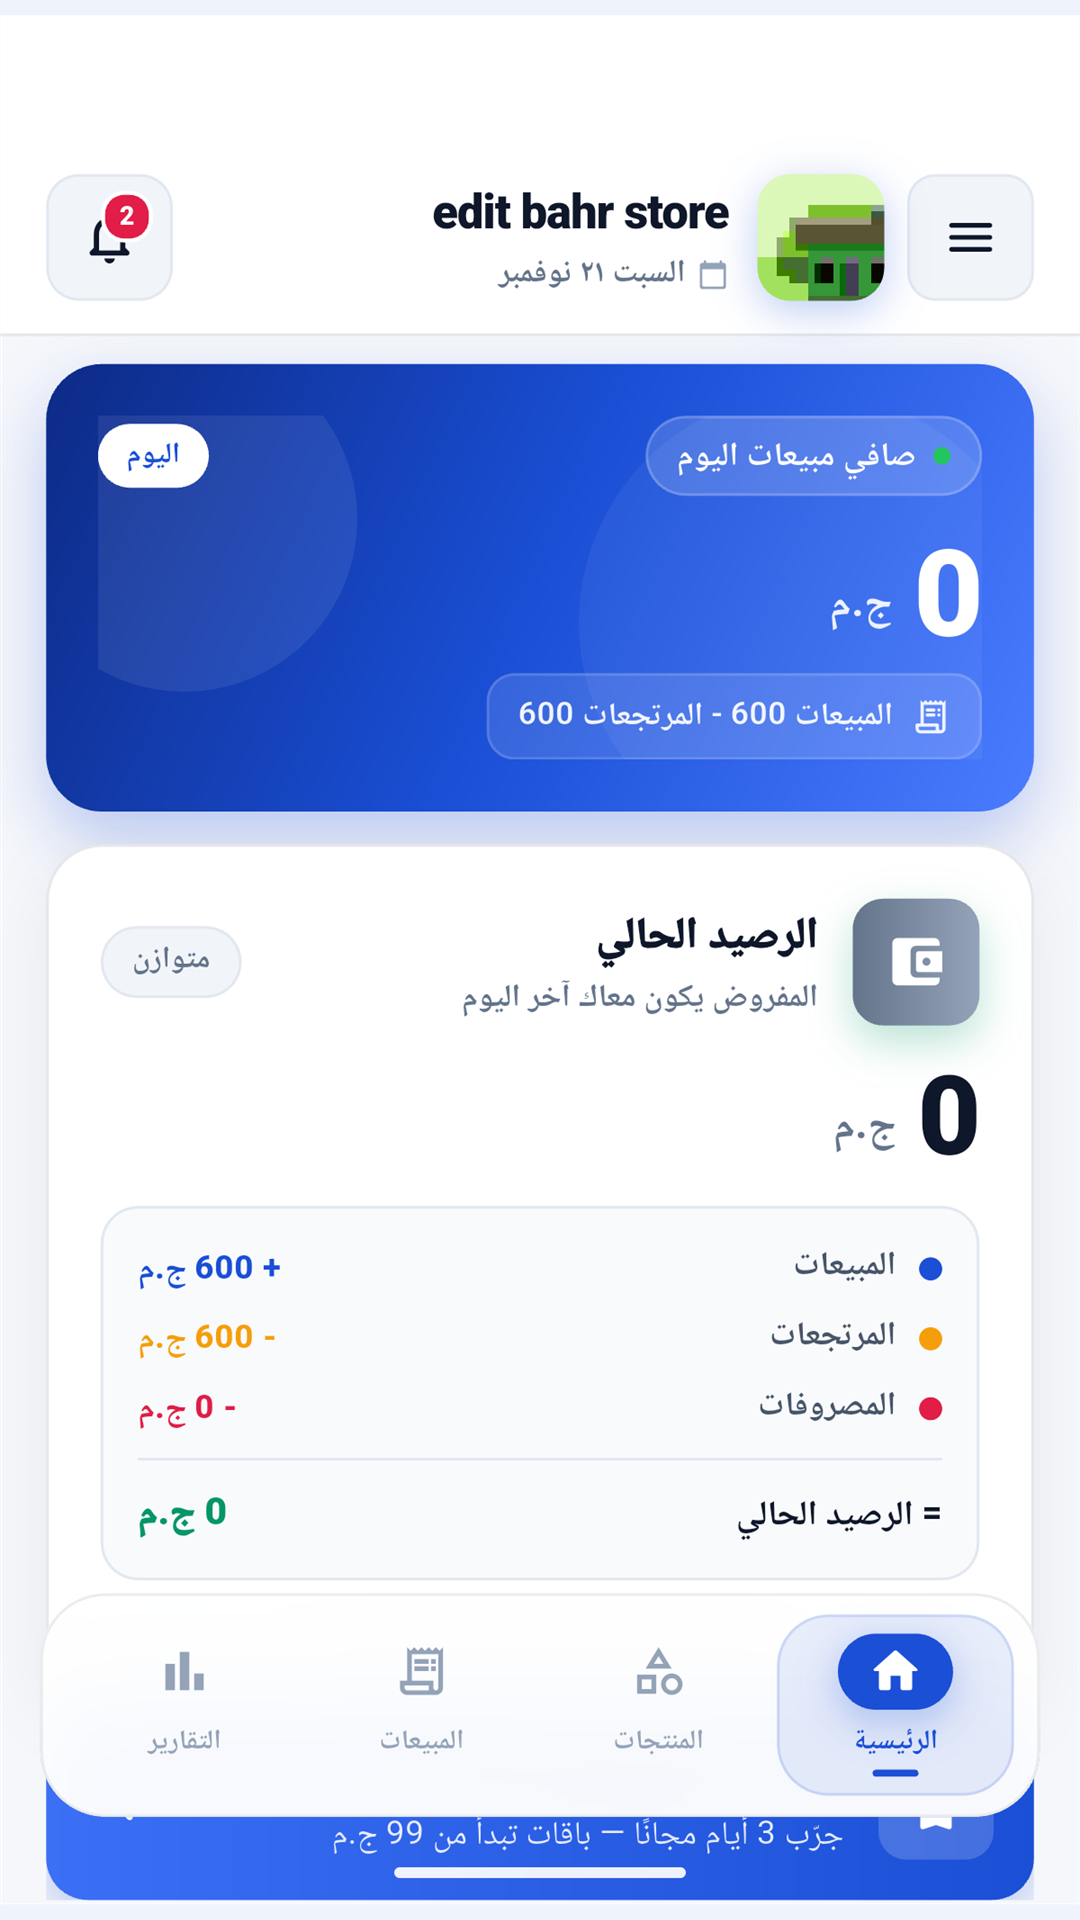 edit bahr store
2
السبت ٢١ نوفمبر
صافي مبيعات اليوم
اليوم
0 ج.م
المبيعات 600 - المرتجعات 600
الرصيد الحالي
متوازن
المفروض يكون معاك آخر اليوم
0 ج.م
المبيعات
+ 600 ج.م
المرتجعات
- 600 ج.م
المصروفات
- 0 ج.م
= الرصيد الحالي
0 ج.م
الرئيسية
المنتجات
المبيعات
التقارير
جرّب 3 أيام مجانًا — باقات تبدأ من 99 ج.م